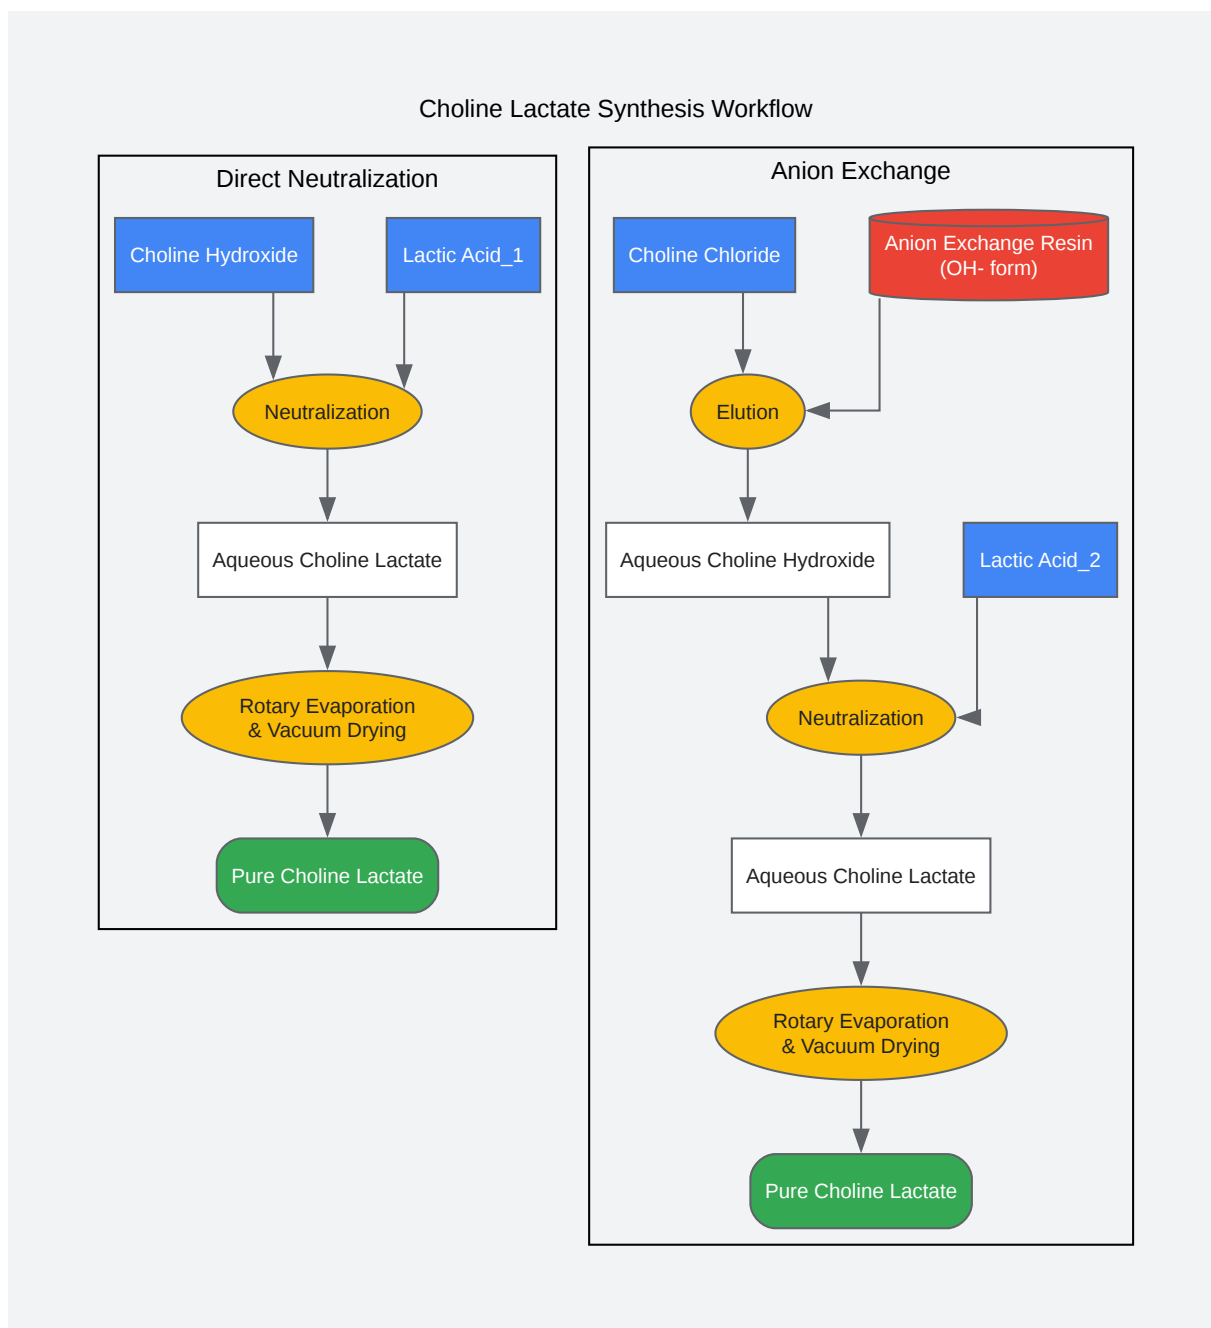 Choline Lactate Synthesis Workflow
Direct Neutralization
Choline Hydroxide
Lactic Acid_1
Neutralization
Aqueous Choline Lactate
Rotary Evaporation
& Vacuum Drying
Pure Choline Lactate
Anion Exchange
Choline Chloride
Anion Exchange Resin
(OH- form)
Elution
Aqueous Choline Hydroxide
Lactic Acid_2
Neutralization
Aqueous Choline Lactate
Rotary Evaporation
& Vacuum Drying
Pure Choline Lactate